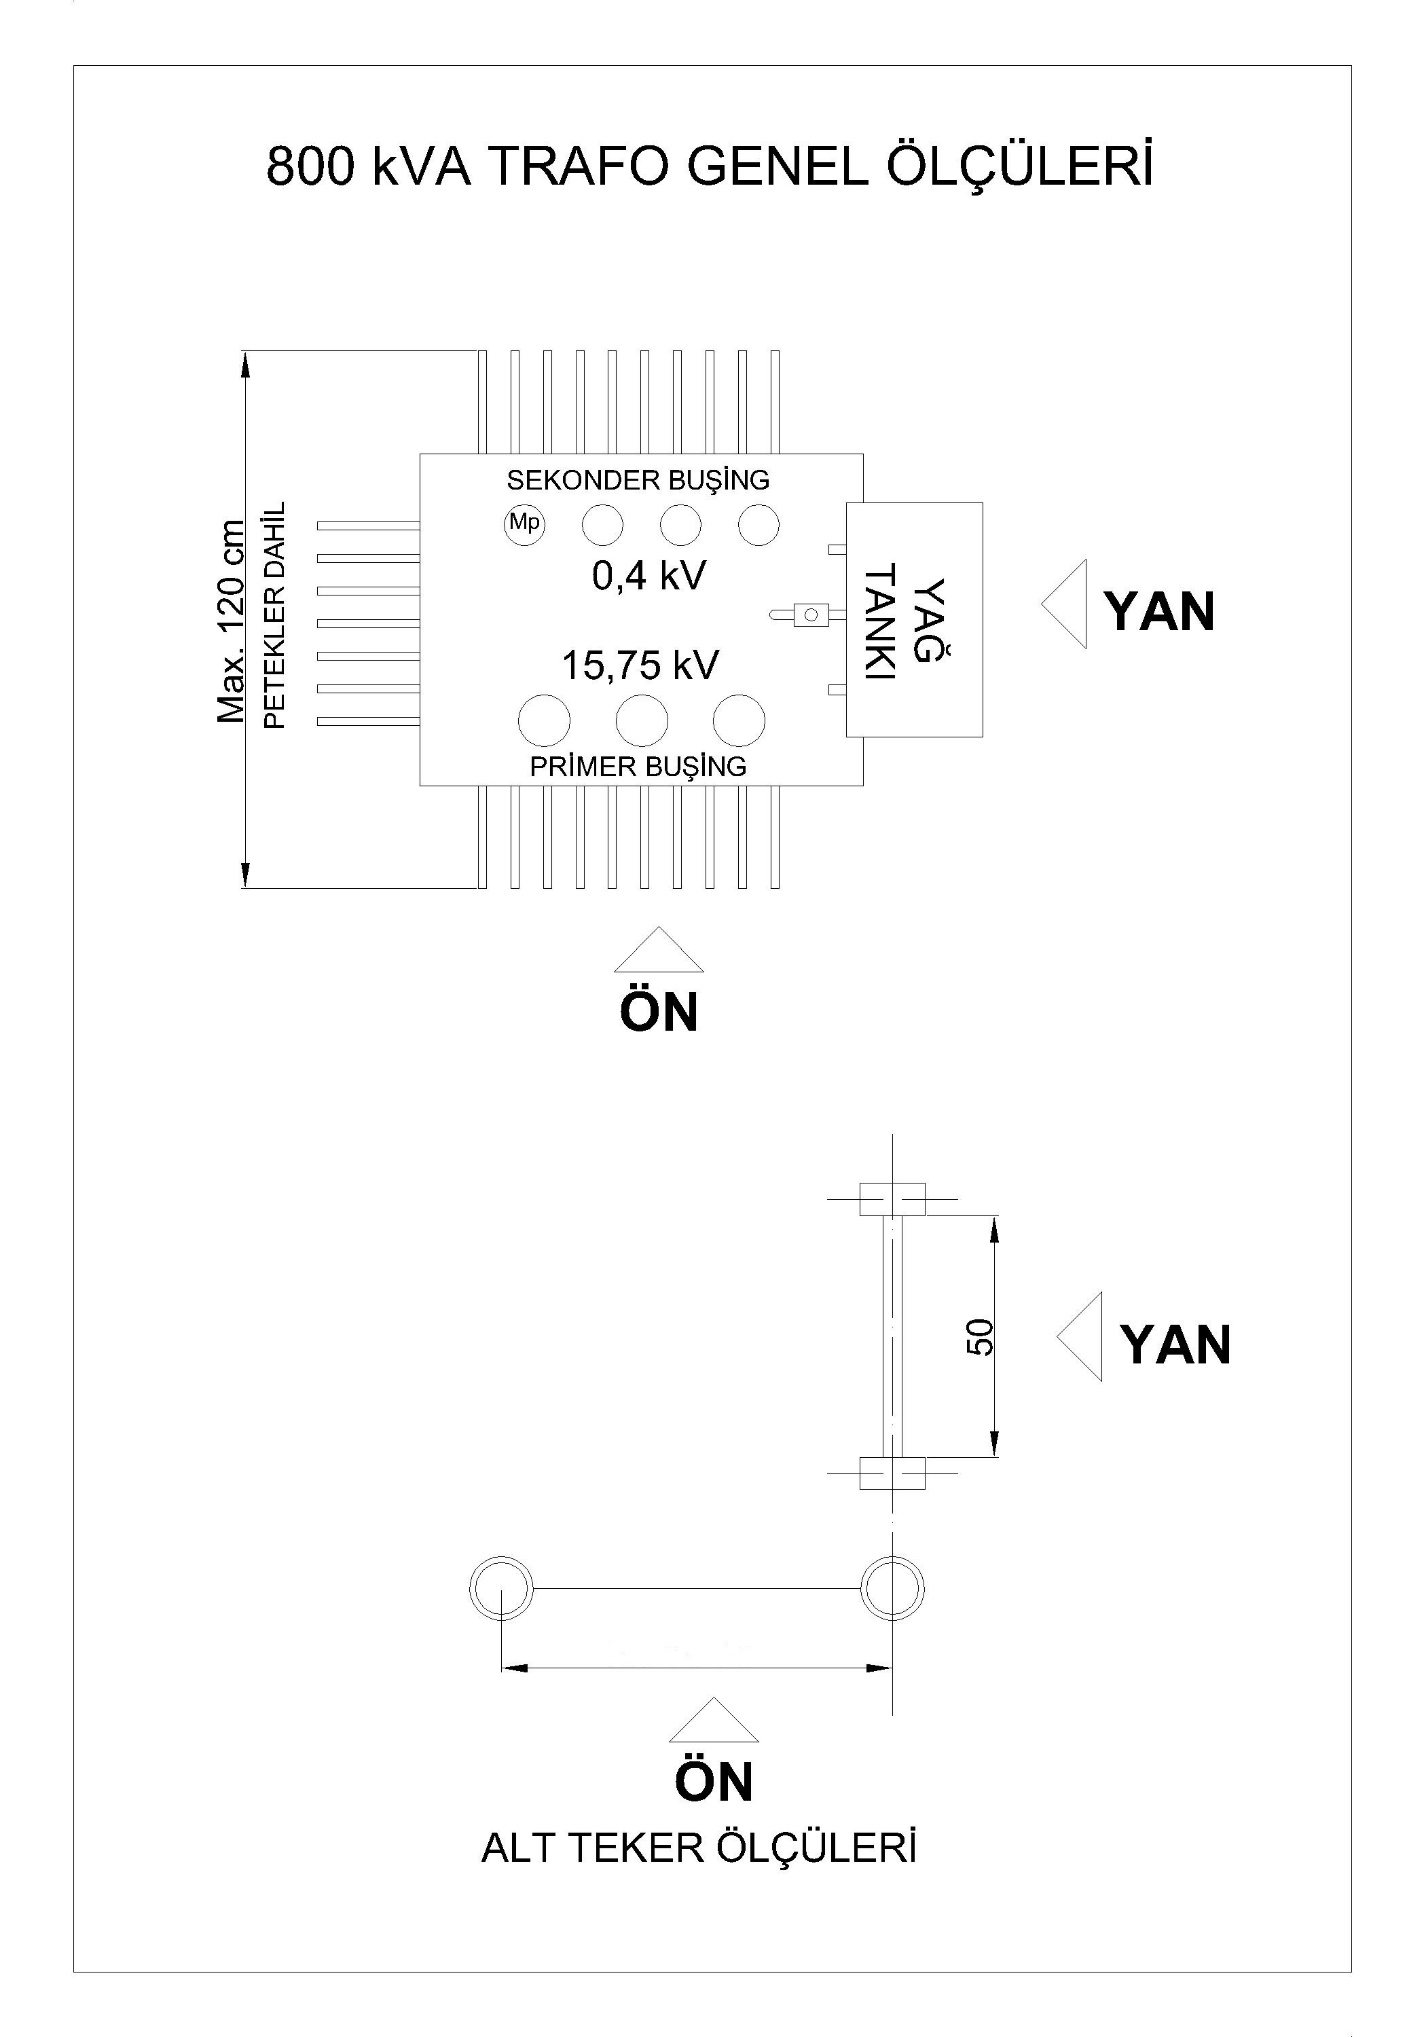 800 kVA TRAFO GENEL ÖLÇÜLERİ
Max. 120 cm
PETEKLER DAHİL
SEKONDER BUŞİNG
Mp
0,4 kV
15,75 kV
PRİMER BUŞİNG
YAĞ
TANKI
YAN
ÖN
50
YAN
ÖN
ALT TEKER ÖLÇÜLERİ